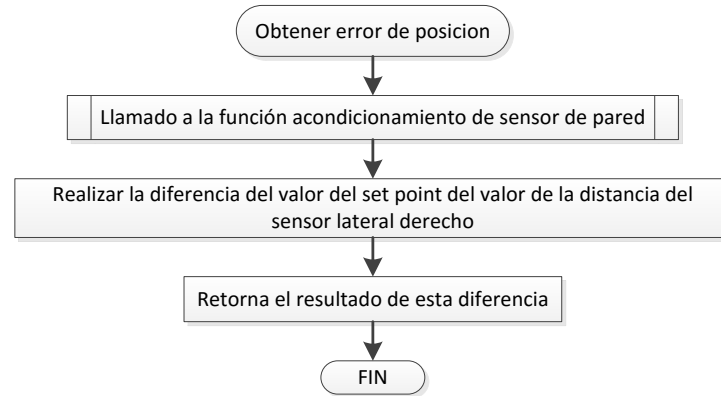 Obtener error de posicion
Llamado a la función acondicionamiento de sensor de pared
Realizar la diferencia del valor del set point del valor de la distancia del
sensor lateral derecho
Retorna el resultado de esta diferencia
FIN